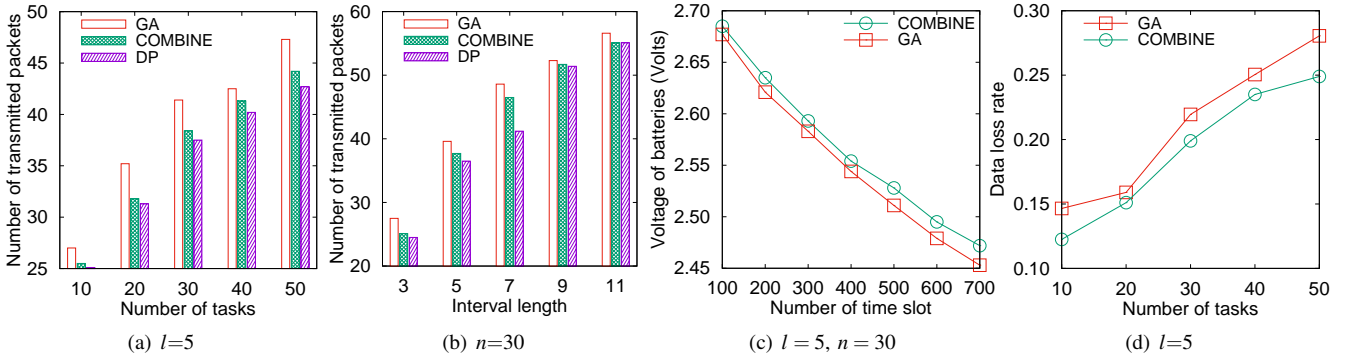 50
45
40
35
30
25
Number of transmitted packets
GA
COMBINE
DP
10 20 30 40 50
Number of tasks
(a) l=5
60
50
40
30
20
Number of transmitted packets
GA
COMBINE
DP
3 5 7 9 11
Interval length
(b) n=30
2.70
2.65
2.60
2.55
2.50
2.45
Voltage of batteries (Volts)
COMBINE
GA
100 200 300 400 500 600 700
Number of time slot
(c) l = 5, n = 30
0.30
0.25
0.20
0.15
0.10
Data loss rate
GA
COMBINE
10 20 30 40 50
Number of tasks
(d) l=5